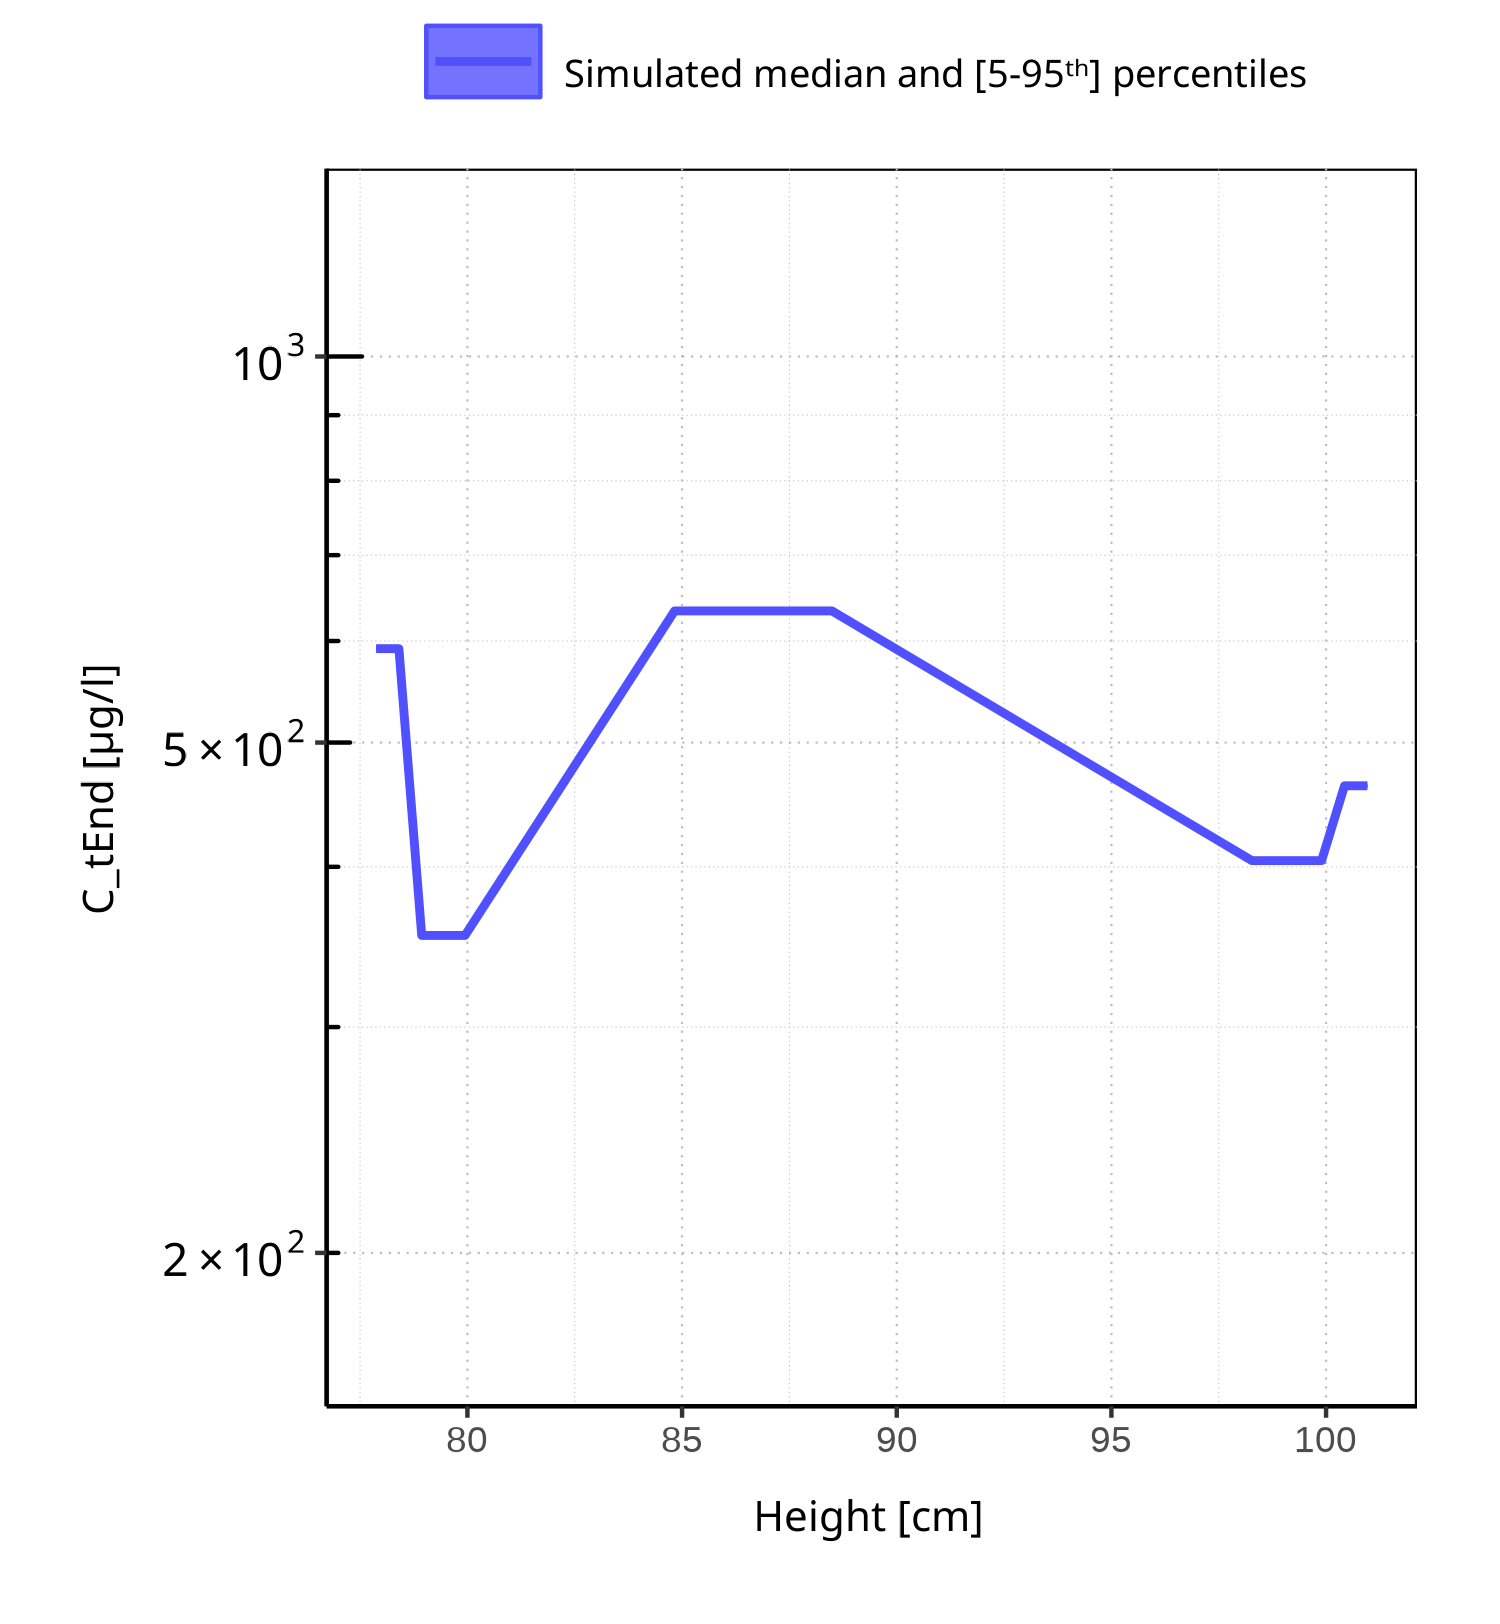 Simulated median and [5-95ᵗʰ] percentiles
10³
5 × 10²
2 × 10²
C_tEnd [µg/l]
80 85 90 95 100
Height [cm]